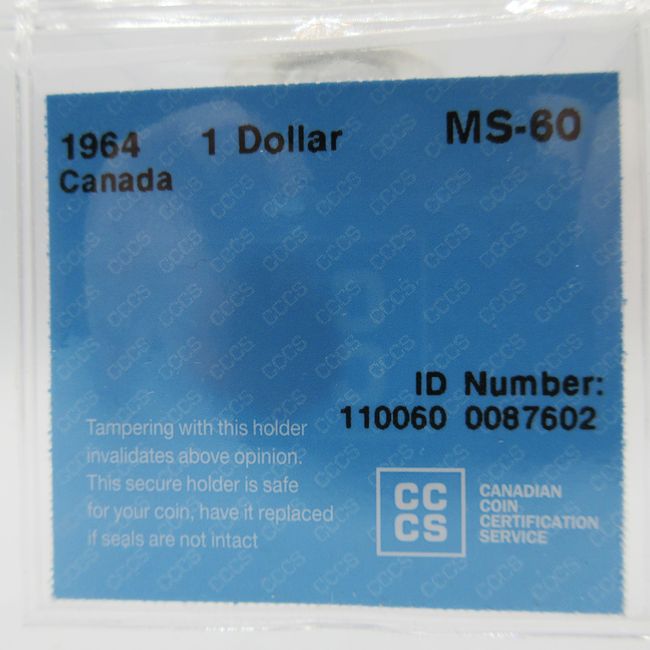 1964 1 Dollar MS-60
Canada
ID Number:
110060 0087602
Tampering with this holder
invalidates above opinion.
This secure holder is safe
for your coin, have it replaced
if seals are not intact
CC
CS
CANADIAN
COIN
CERTIFICATION
SERVICE